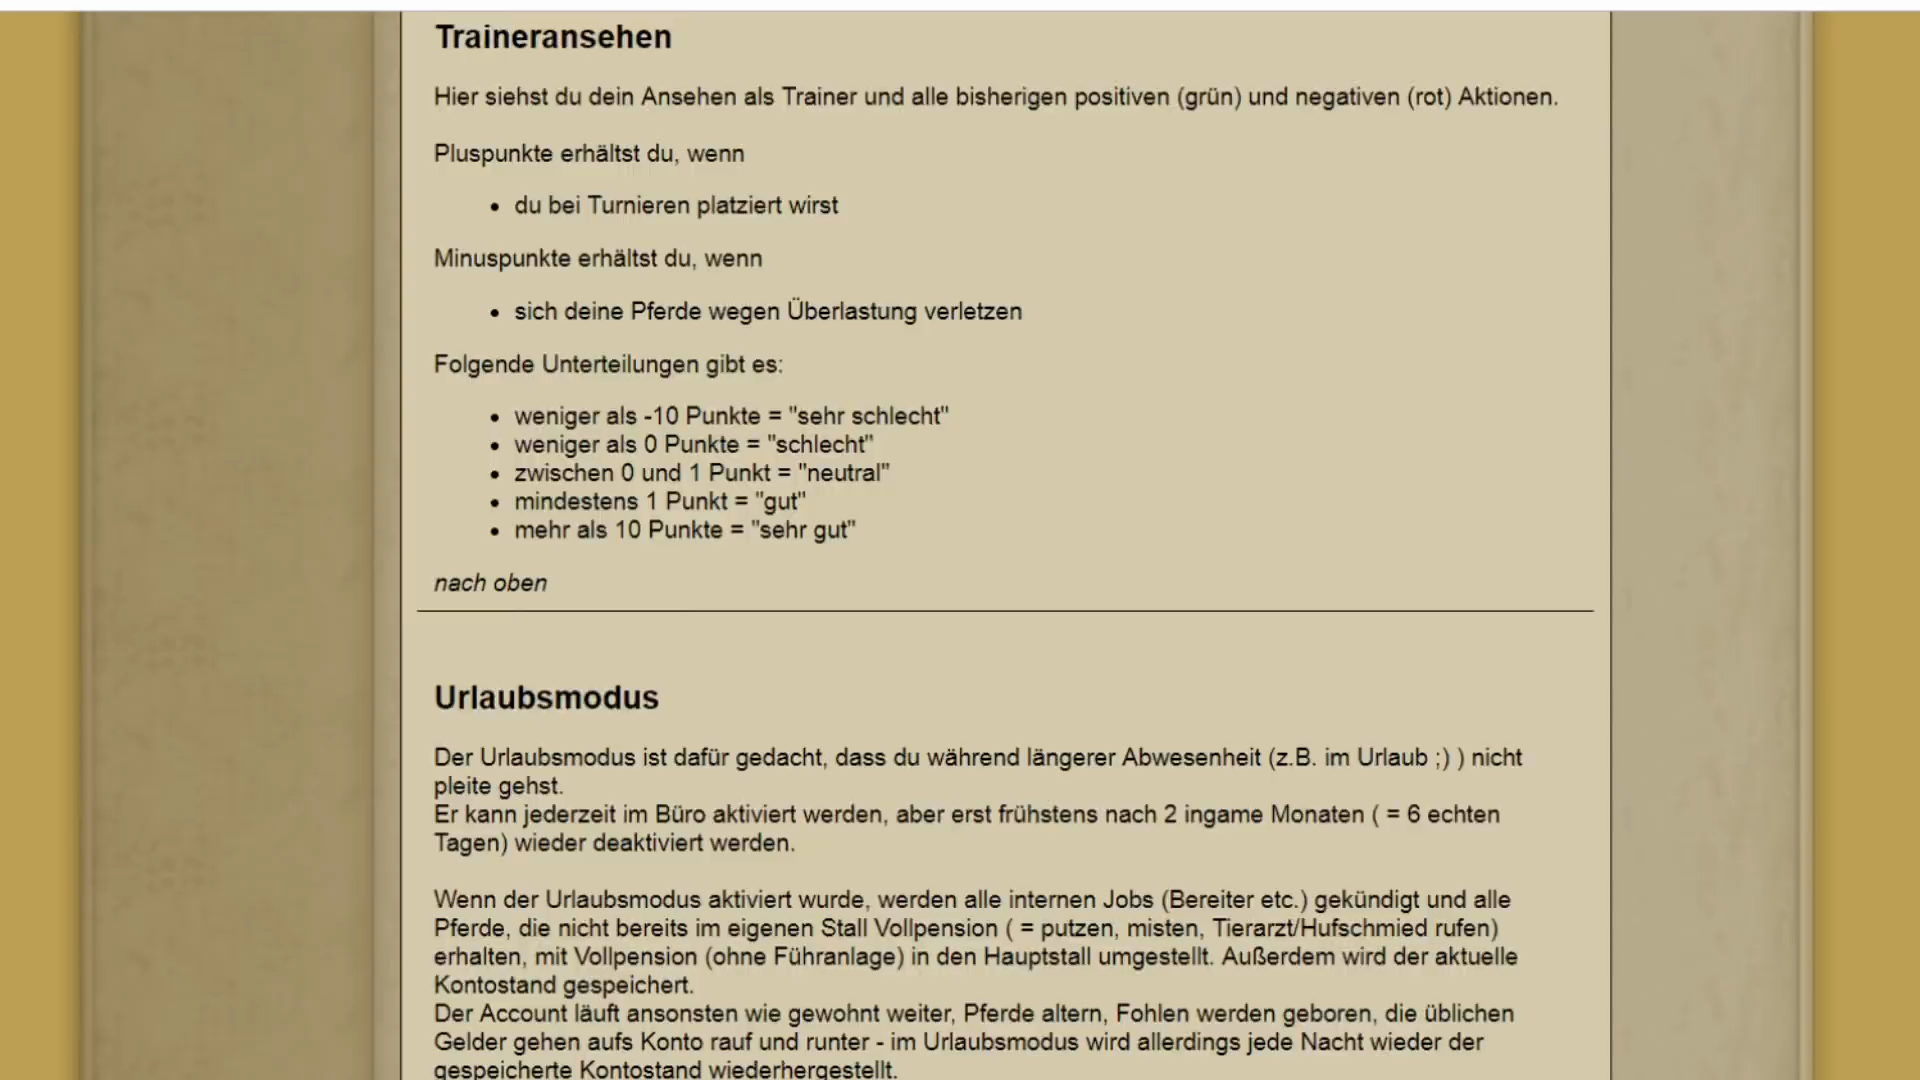 Traineransehen
Hier siehst du dein Ansehen als Trainer und alle bisherigen positiven (grün) und negativen (rot) Aktionen.
Pluspunkte erhältst du, wenn
• du bei Turnieren platziert wirst
Minuspunkte erhältst du, wenn
• sich deine Pferde wegen Überlastung verletzen
Folgende Unterteilungen gibt es:
• weniger als -10 Punkte = "sehr schlecht"
• weniger als 0 Punkte = "schlecht"
• zwischen 0 und 1 Punkt = "neutral"
• mindestens 1 Punkt = "gut"
• mehr als 10 Punkte = "sehr gut"
nach oben
Urlaubsmodus
Der Urlaubsmodus ist dafür gedacht, dass du während längerer Abwesenheit (z.B. im Urlaub ;) ) nicht
pleite gehst.
Er kann jederzeit im Büro aktiviert werden, aber erst frühstens nach 2 ingame Monaten ( = 6 echten
Tagen) wieder deaktiviert werden.
Wenn der Urlaubsmodus aktiviert wurde, werden alle internen Jobs (Bereiter etc.) gekündigt und alle
Pferde, die nicht bereits im eigenen Stall Vollpension ( = putzen, misten, Tierarzt/Hufschmied rufen)
erhalten, mit Vollpension (ohne Führanlage) in den Hauptstall umgestellt. Außerdem wird der aktuelle
Kontostand gespeichert.
Der Account läuft ansonsten wie gewohnt weiter, Pferde altern, Fohlen werden geboren, die üblichen
Gelder gehen aufs Konto rauf und runter - im Urlaubsmodus wird allerdings jede Nacht wieder der
gespeicherte Kontostand wiederhergestellt.